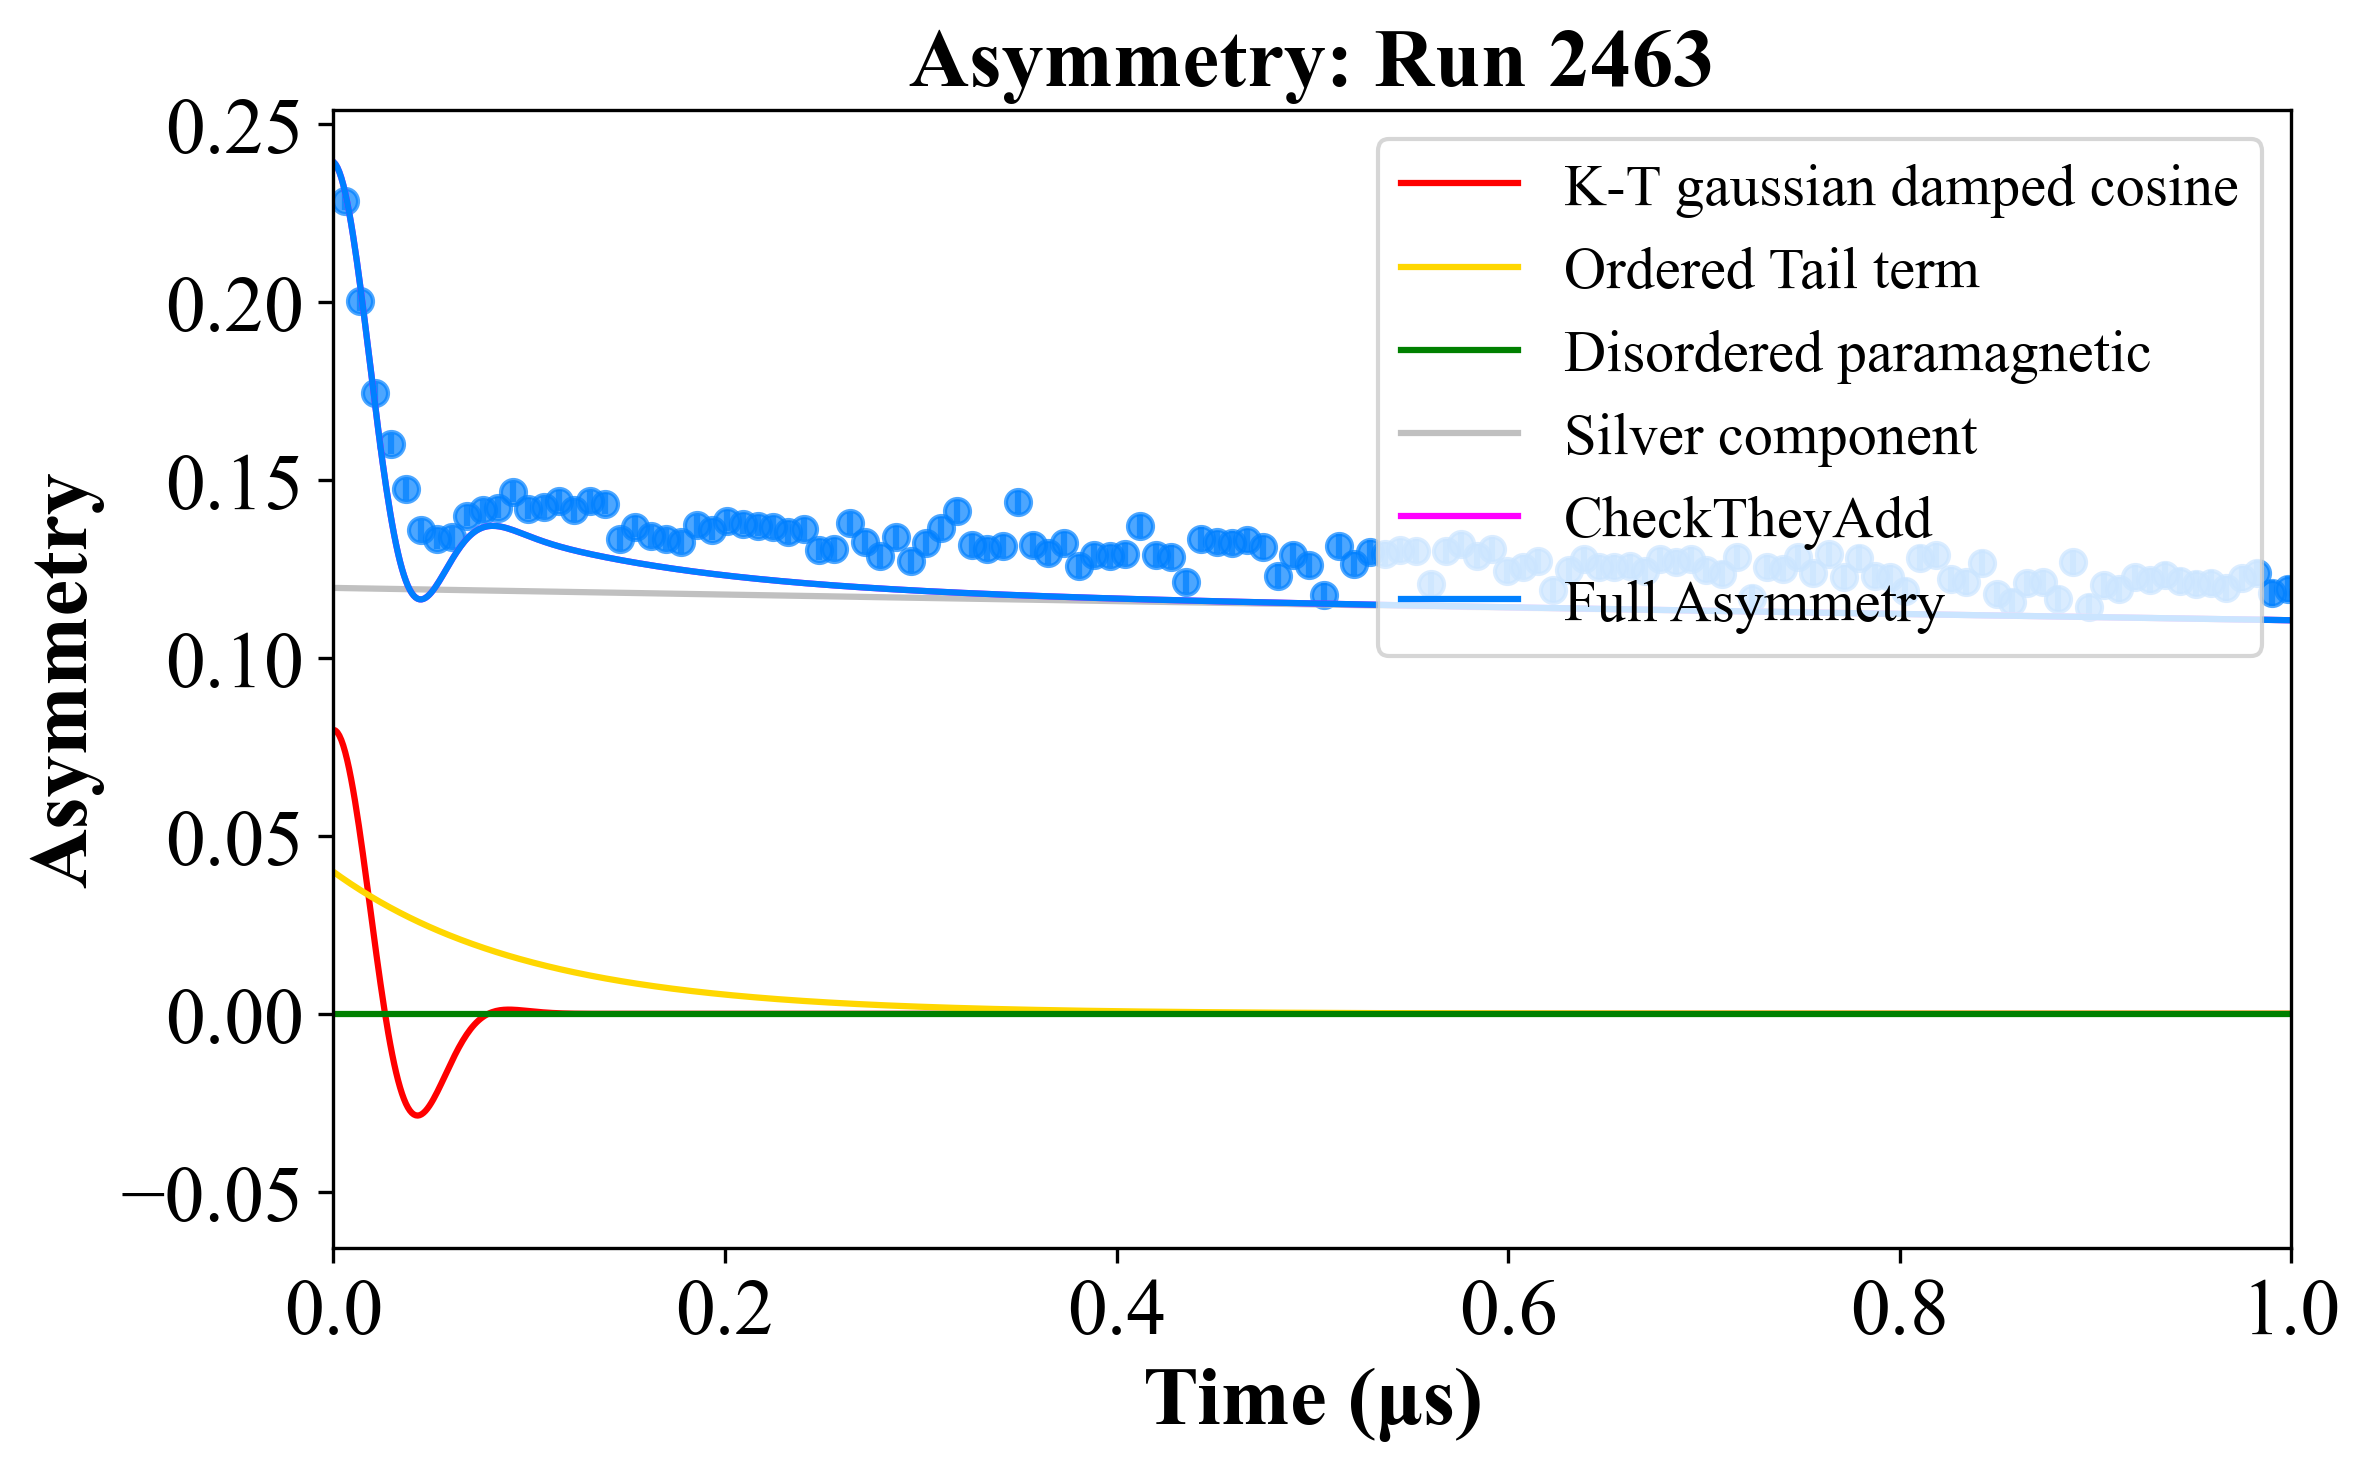 Asymmetry: Run 2463
Asymmetry
0.25
0.20
0.15
0.10
0.05
0.00
−0.05
K-T gaussian damped cosine
Ordered Tail term
Disordered paramagnetic
Silver component
CheckTheyAdd
Full Asymmetry
0.0 0.2 0.4 0.6 0.8 1.0
Time (μs)